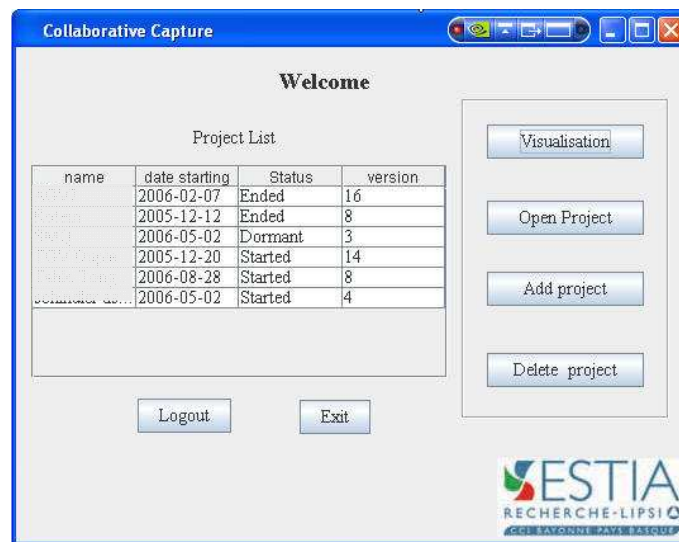 Collaborative Capture
Welcome
Project List
name date starting Status version
2006-02-07 Ended 16
2005-12-12 Ended 8
2006-05-02 Dormant 3
2005-12-20 Started 14
2006-08-28 Started 8
2006-05-02 Started 4
Visualisation
Open Project
Add project
Delete project
Logout
Exit
ESTIA
RECHERCHE-LIPSI
CCI BAYONNE PAYS BASQUE